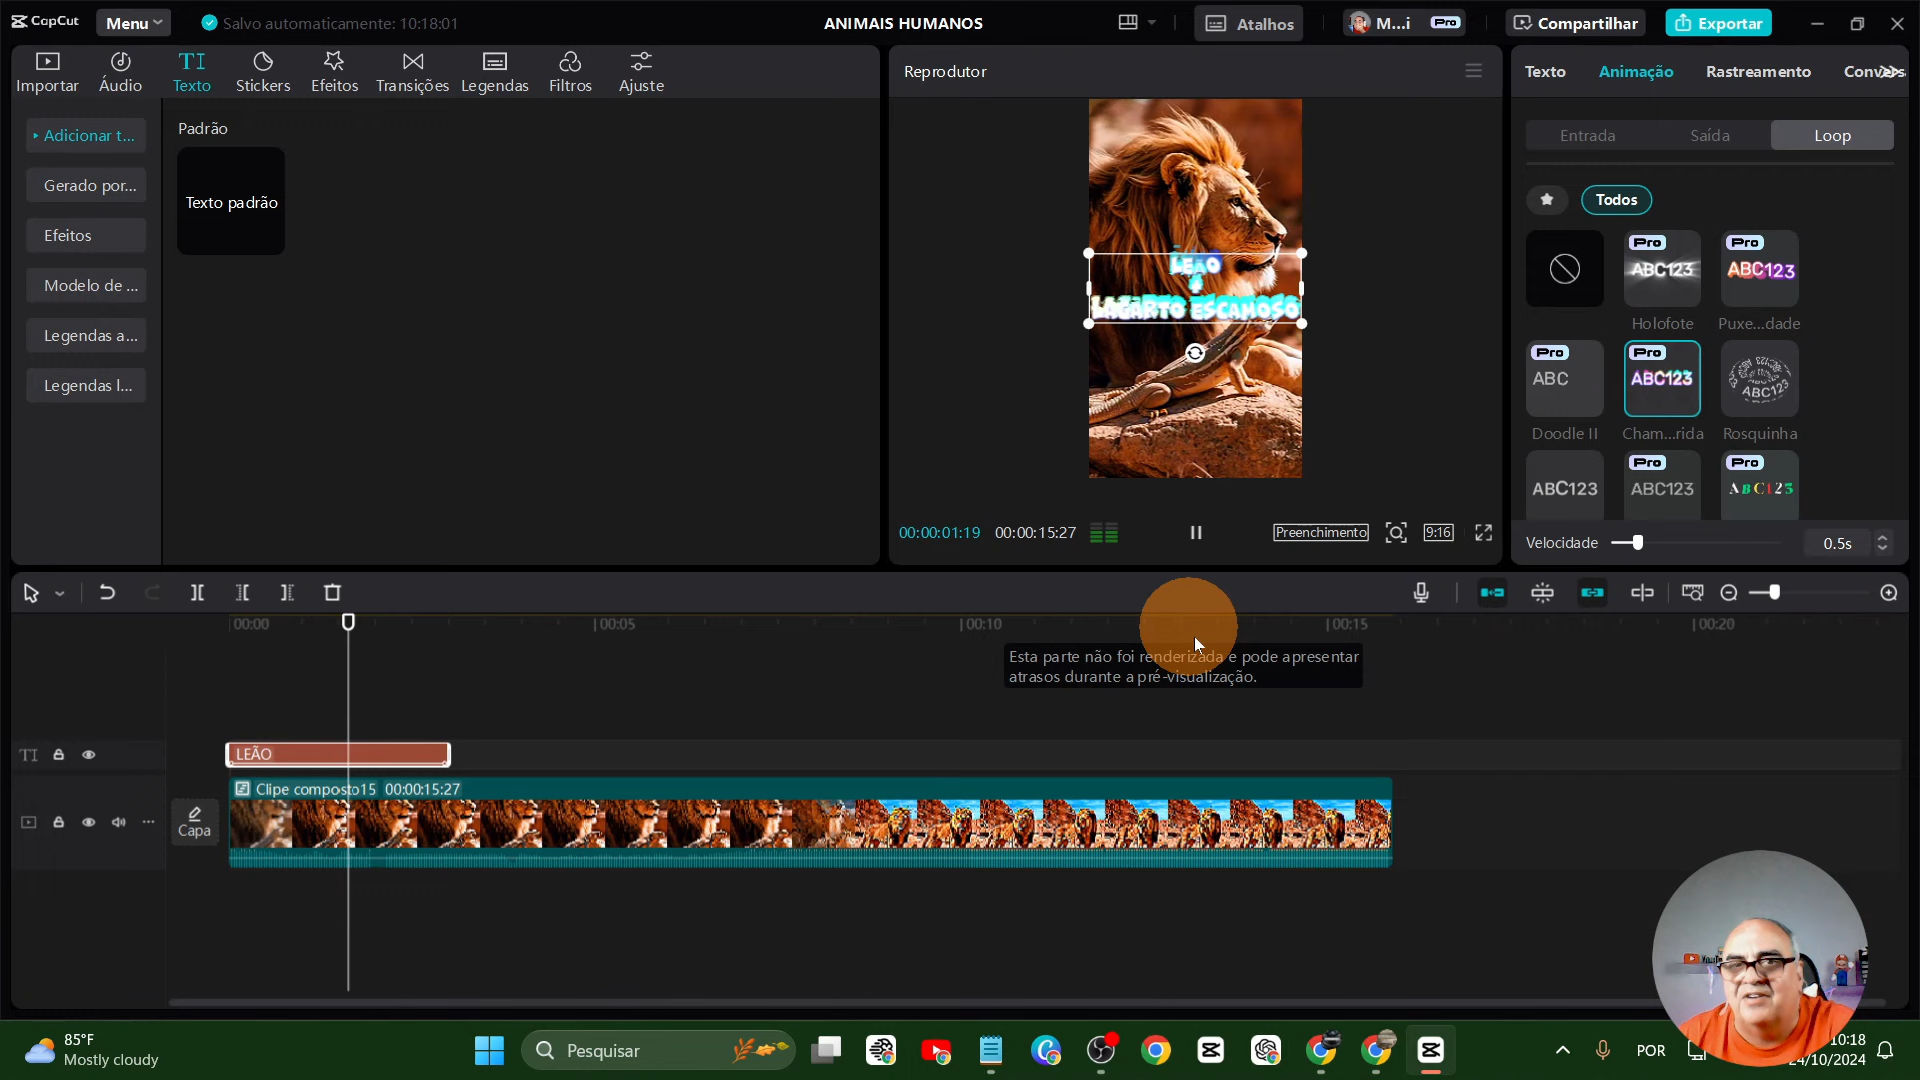 CapCut
Menu
Salvo automaticamente: 10:18:01
ANIMAIS HUMANOS
Atalhos
M...i
Pro
Compartilhar
Exportar
Importar
Áudio
TI
Texto
Stickers
Efeitos
Transições
Legendas
Filtros
Ajuste
Adicionar t...
Gerado por...
Efeitos
Modelo de ...
Legendas a...
Legendas l...
Padrão
Texto padrão
Reprodutor
LEÃO
É
LAGARTO ESCAMOSO
00:00:01:19
00:00:15:27
Preenchimento
9:16
Texto
Animação
Rastreamento
Convers
Entrada
Saída
Loop
Todos
Pro
ABC123
Pro
ABC123
Holofote
Puxe...dade
Pro
ABC
Pro
ABC123
ABC123
Doodle II
Cham...rida
Rosquinha
ABC123
Pro
ABC123
Pro
ABC123
Velocidade
0.5s
00:00
00:05
00:10
00:15
00:20
Esta parte não foi renderizada e pode apresentar
atrasos durante a pré-visualização.
TI
LEÃO
Clipe composto15 00:00:15:27
Capa
85°F
Mostly cloudy
Pesquisar
POR
10:18
24/10/2024